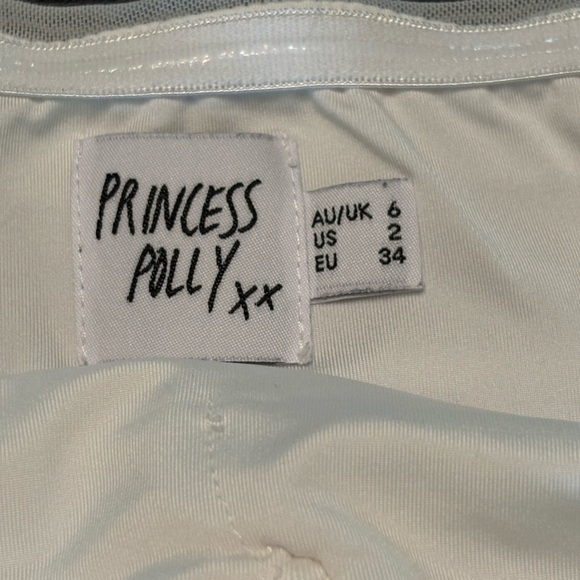 PRINCESS
POLLY xx
AU/UK 6
US 2
EU 34